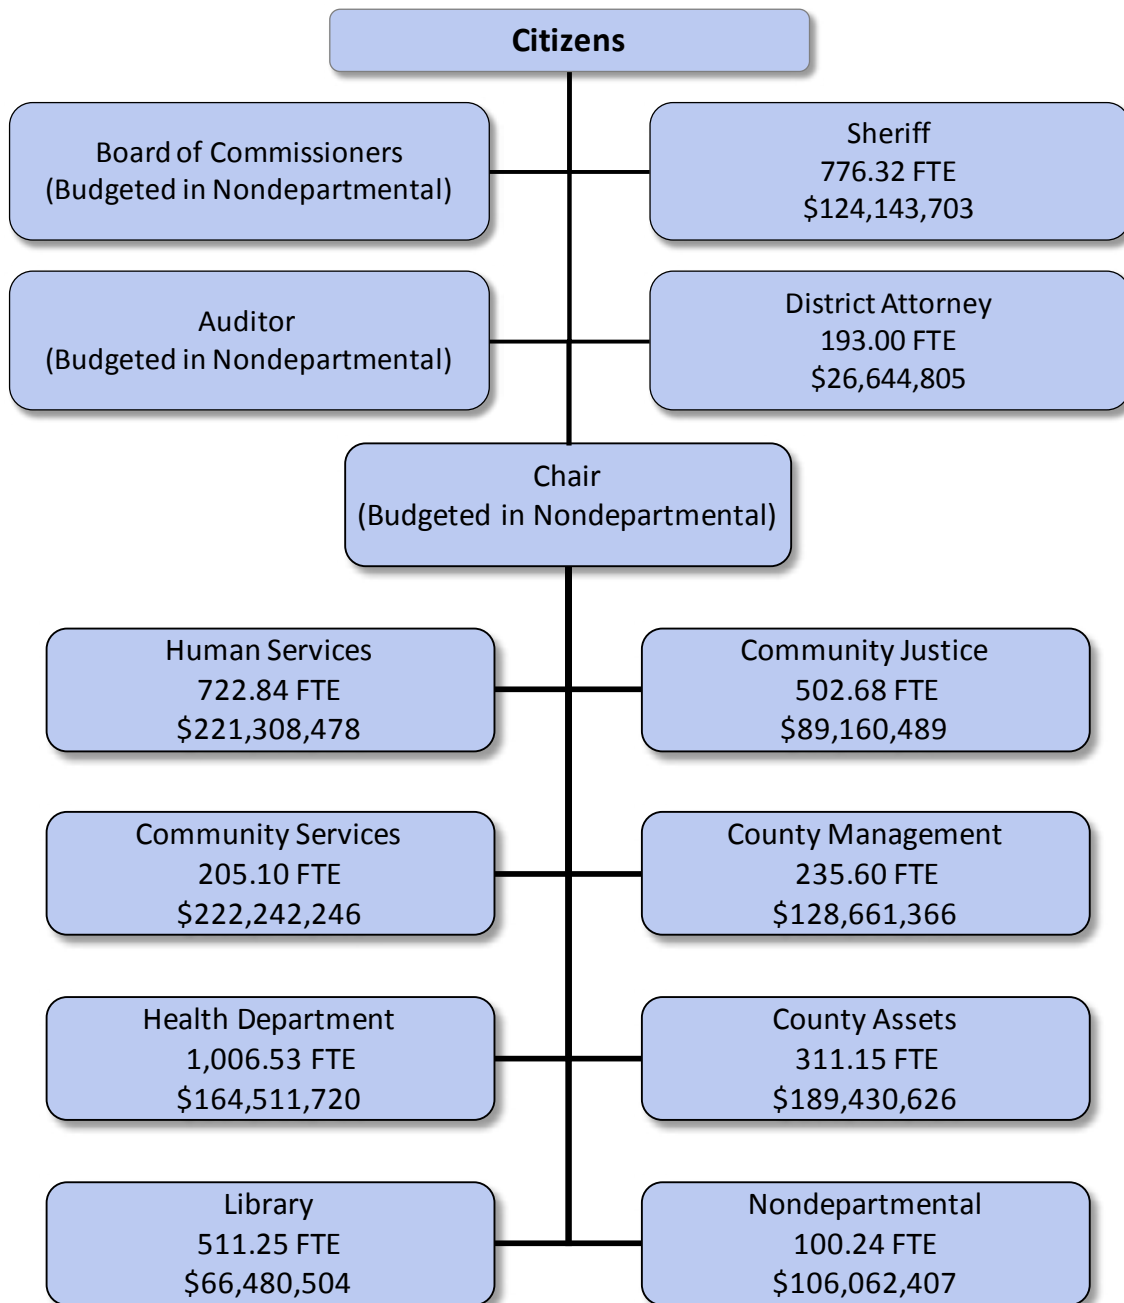 Citizens
Board of Commissioners
(Budgeted in Nondepartmental)
Sheriff
776.32 FTE
$124,143,703
Auditor
(Budgeted in Nondepartmental)
District Attorney
193.00 FTE
$26,644,805
Chair
(Budgeted in Nondepartmental)
Human Services
722.84 FTE
$221,308,478
Community Justice
502.68 FTE
$89,160,489
Community Services
205.10 FTE
$222,242,246
County Management
235.60 FTE
$128,661,366
Health Department
1,006.53 FTE
$164,511,720
County Assets
311.15 FTE
$189,430,626
Library
511.25 FTE
$66,480,504
Nondepartmental
100.24 FTE
$106,062,407